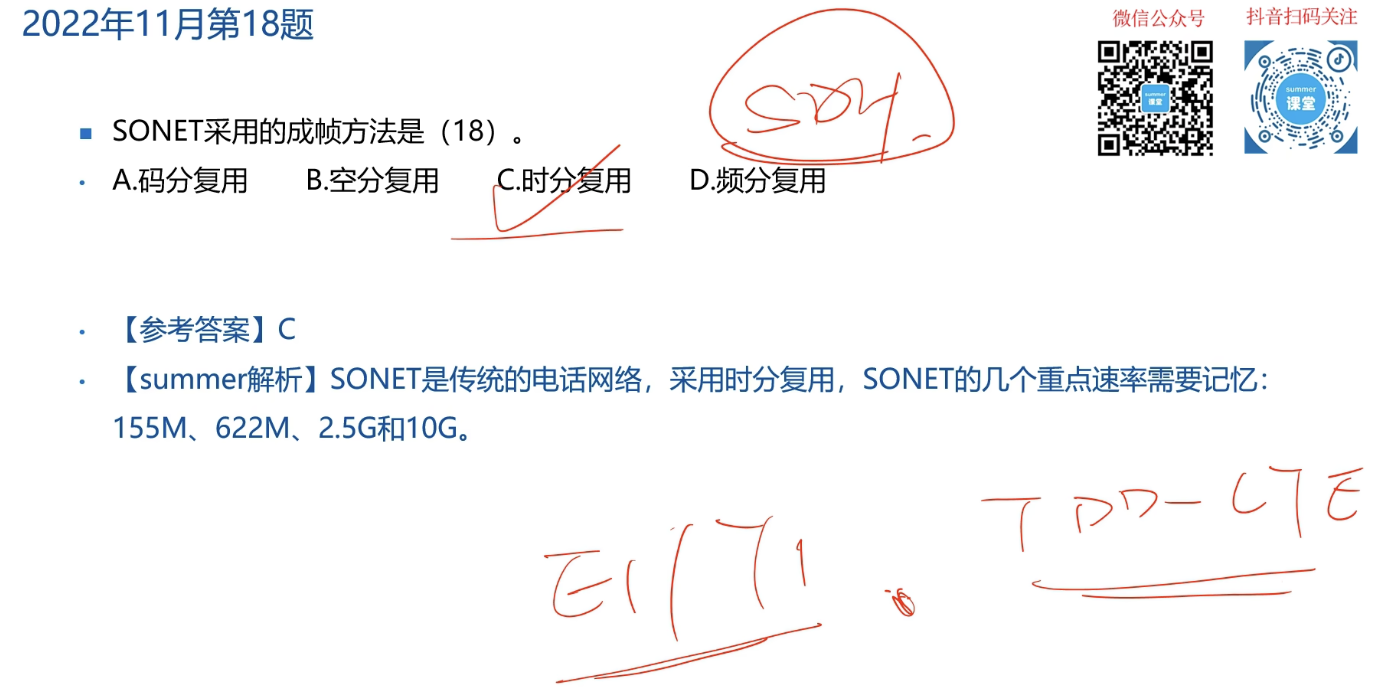 2022年11月第18题
微信公众号
抖音扫码关注
summer
课堂
summer
课堂
SDH
■ SONET采用的成帧方法是（18）。
· A.码分复用 B.空分复用 C.时分复用 D.频分复用
· 【参考答案】C
· 【summer解析】SONET是传统的电话网络，采用时分复用，SONET的几个重点速率需要记忆：
155M、622M、2.5G和10G。
E1/T1
TDD-LTE